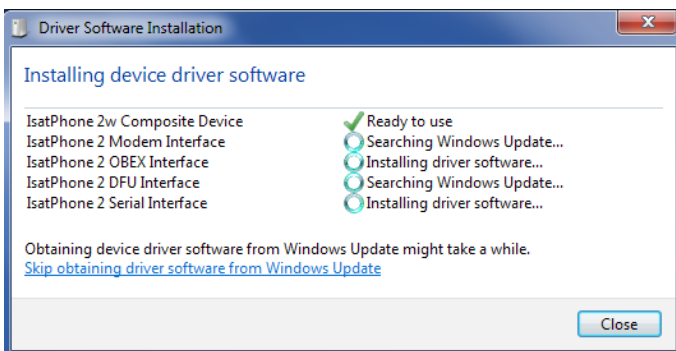 Driver Software Installation
Installing device driver software
IsatPhone 2w Composite Device Ready to use
IsatPhone 2 Modem Interface Searching Windows Update...
IsatPhone 2 OBEX Interface Installing driver software...
IsatPhone 2 DFU Interface Searching Windows Update...
IsatPhone 2 Serial Interface Installing driver software...
Obtaining device driver software from Windows Update might take a while.
Skip obtaining driver software from Windows Update
Close